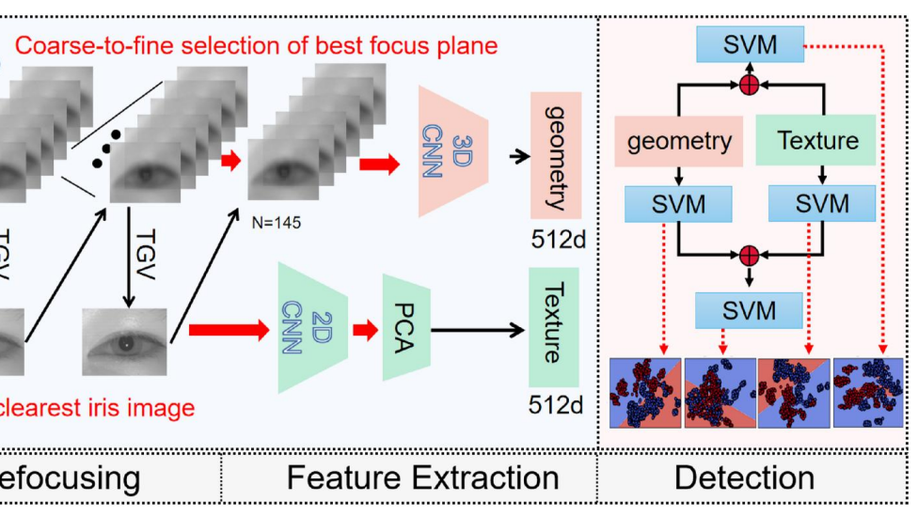 Coarse-to-fine selection of best focus plane
TGV
TGV
N=145
3D
CNN
geometry
512d
2D
CNN
PCA
Texture
512d
clearest iris image
SVM
geometry
Texture
SVM
SVM
SVM
efocusing
Feature Extraction
Detection